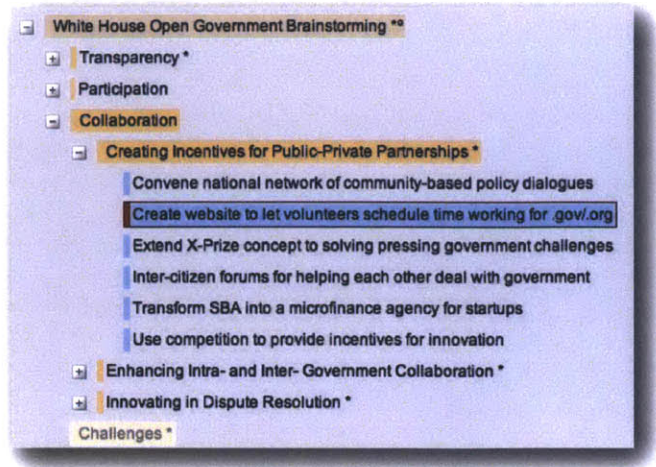 White House Open Government Brainstorming *º
Transparency *
Participation
Collaboration
Creating Incentives for Public-Private Partnerships *
Convene national network of community-based policy dialogues
Create website to let volunteers schedule time working for .gov/.org
Extend X-Prize concept to solving pressing government challenges
Inter-citizen forums for helping each other deal with government
Transform SBA into a microfinance agency for startups
Use competition to provide incentives for innovation
Enhancing Intra- and Inter- Government Collaboration *
Innovating in Dispute Resolution *
Challenges *